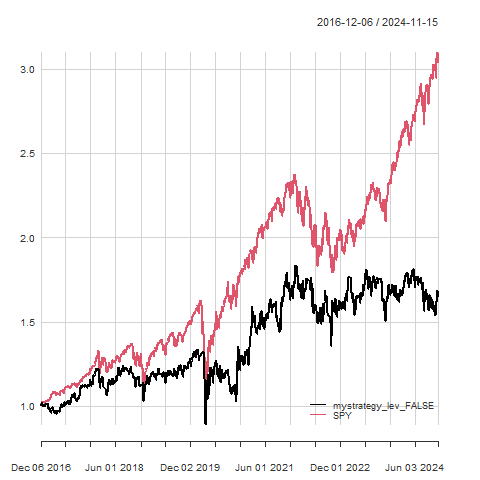 2016-12-06 / 2024-11-15
3.0
2.5
2.0
1.5
1.0
mystrategy_lev_FALSE
SPY
Dec 06 2016 Jun 01 2018 Dec 02 2019 Jun 01 2021 Dec 01 2022 Jun 03 2024